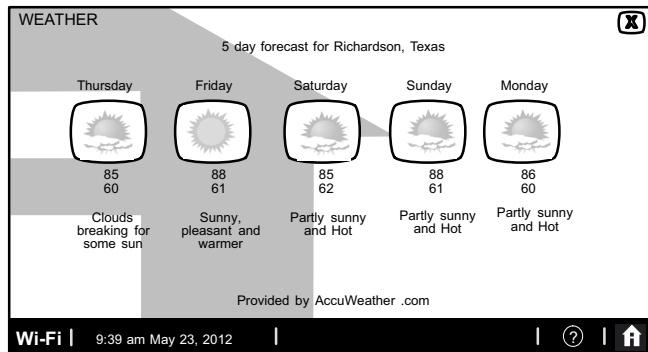 WEATHER
X
5 day forecast for Richardson, Texas
Thursday Friday Saturday Sunday Monday
85 88 85 88 86
60 61 62 61 60
Clouds breaking for some sun
Sunny, pleasant and warmer
Partly sunny and Hot
Partly sunny and Hot
Partly sunny and Hot
Provided by AccuWeather .com
Wi-Fi | 9:39 am May 23, 2012 | | ? |